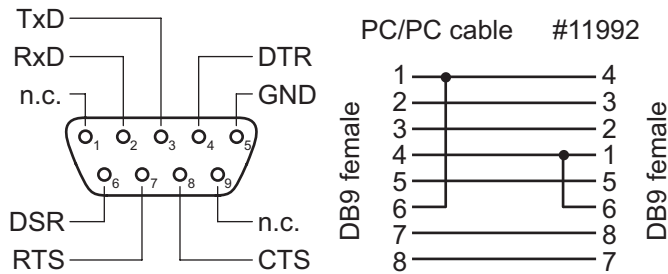 TxD
RxD DTR
n.c. GND
1 2 3 4 5
6 7 8 9
DSR n.c.
RTS CTS
PC/PC cable #11992
DB9 female
1 4
2 3
3 2
4 1
5 5
6 6
7 8
8 7
DB9 female